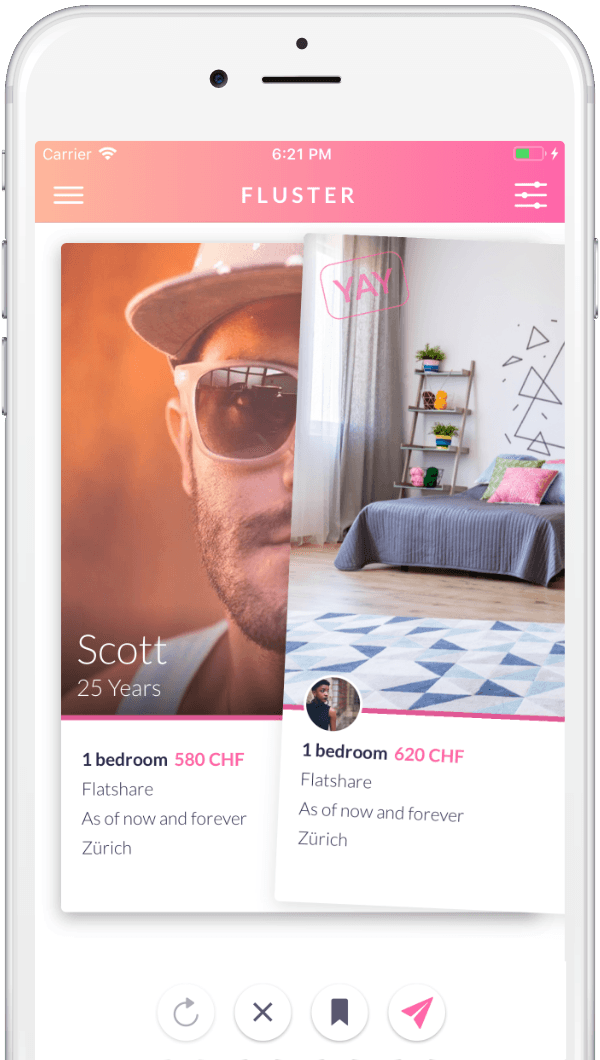 Carrier 6:21 PM
FLUSTER
YAY
Scott
25 Years
1 bedroom 580 CHF
Flatshare
As of now and forever
Zürich
1 bedroom 620 CHF
Flatshare
As of now and forever
Zürich